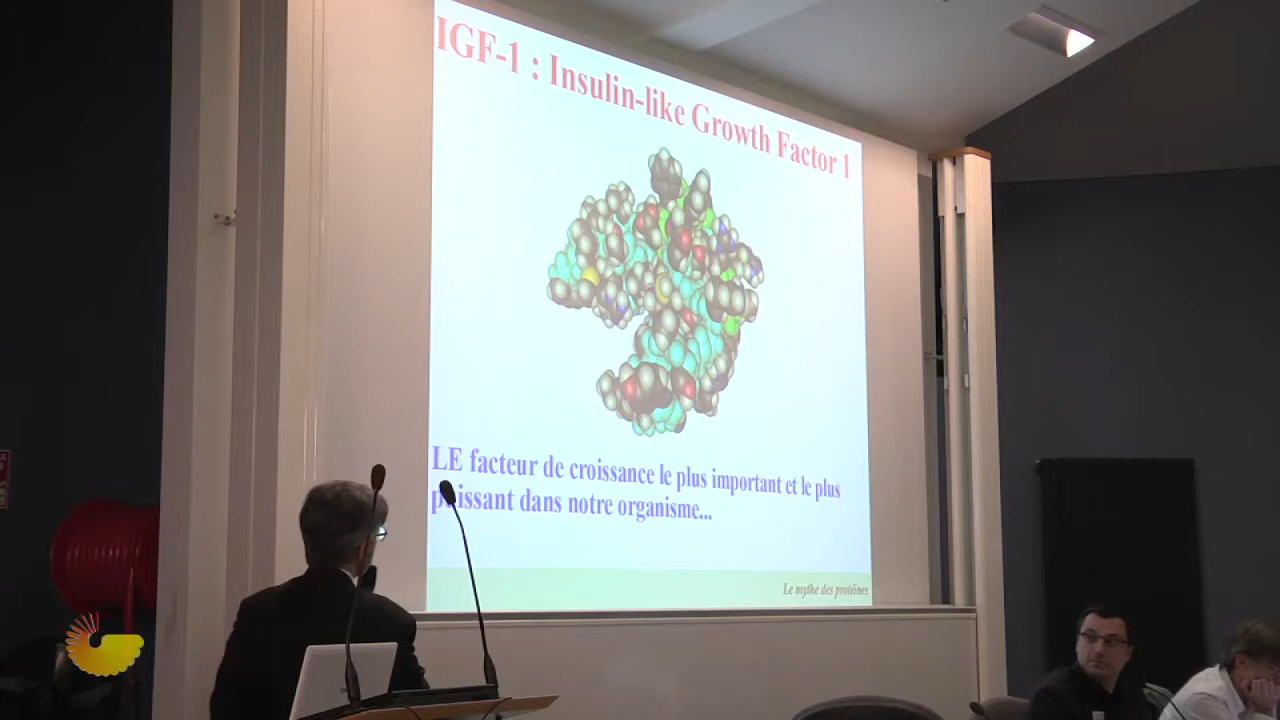 IGF-1 : Insulin-like Growth Factor 1
LE facteur de croissance le plus important et le plus
puissant dans notre organisme...
Le mythe des protéines